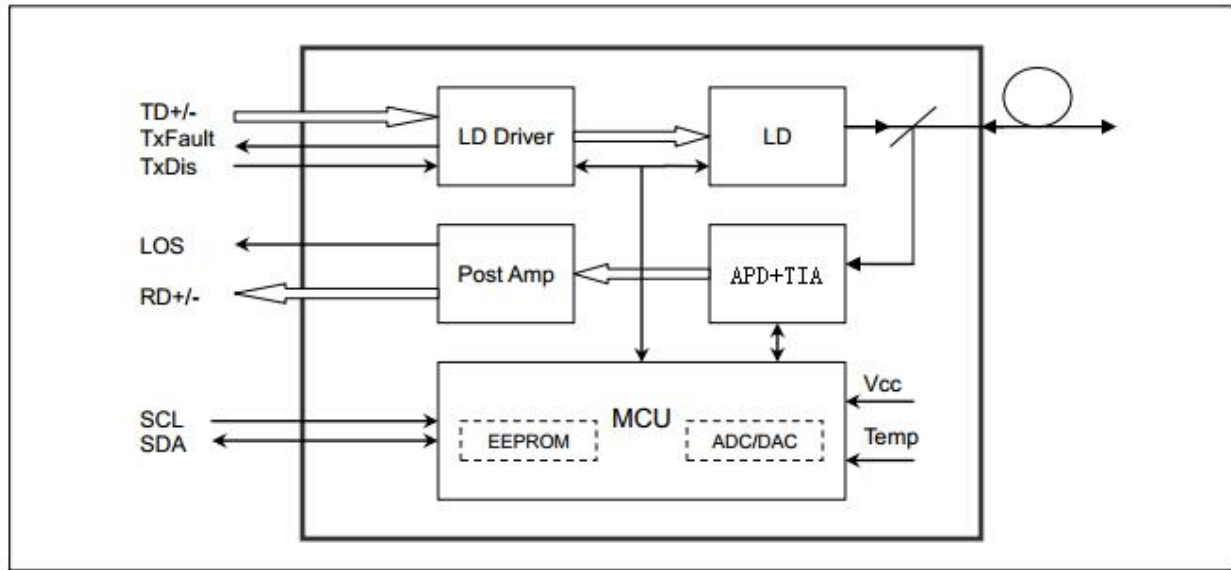 TD+/-
TxFault
TxDis
LD Driver
LD
LOS
RD+/-
Post Amp
APD+TIA
SCL
SDA
MCU
EEPROM
ADC/DAC
Vcc
Temp